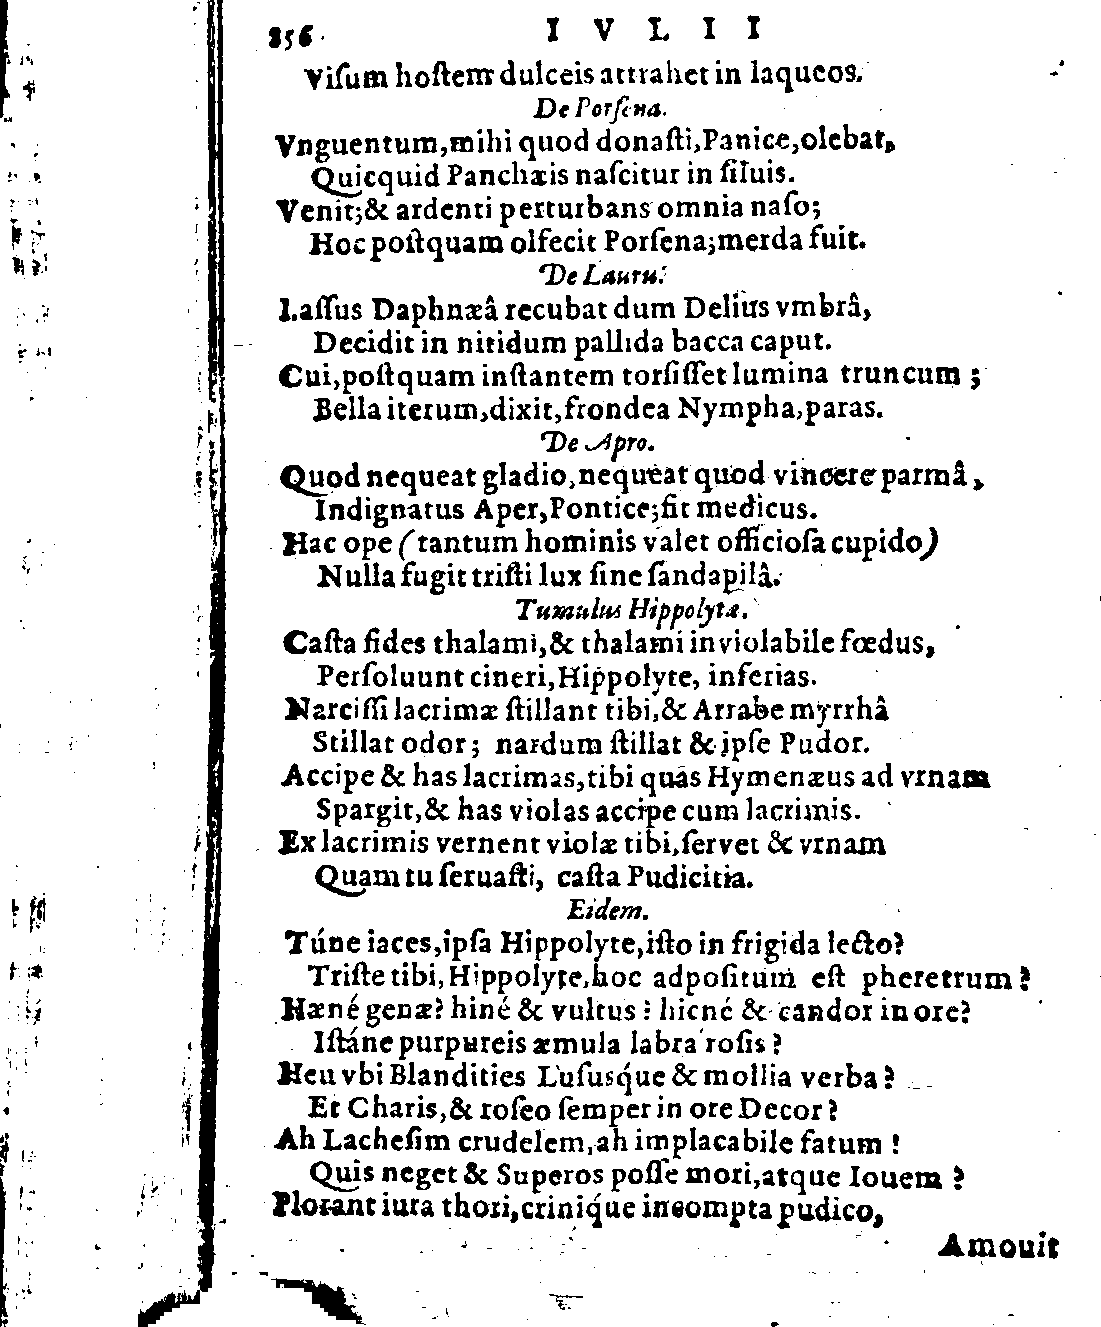 856. IVLII
Viſum hoſtem dulceis attrahet in laqueos.
De Porſena.
Vnguentum, mihi quod donaſti, Panice, olebat,
Quicquid Panchæis naſcitur in ſiluis.
Venit; & ardenti perturbans omnia naſo;
Hoc poſtquam olfecit Porſena; merda fuit.
De Lauru.
Laſſus Daphnæâ recubat dum Delius vmbrâ,
Decidit in nitidum pallida bacca caput.
Cui, poſtquam inſtantem torſiſſet lumina truncum;
Bella iterum, dixit, frondea Nympha, paras.
De Apro.
Quod nequeat gladio, nequeat quod vincere parmâ,
Indignatus Aper, Pontice; fit medicus.
Hac ope (tantum hominis valet officioſa cupido)
Nulla fugit triſti lux ſine ſandapilâ.
Tumulus Hippolytæ.
Caſta fides thalami, & thalami inviolabile fœdus,
Perſoluunt cineri, Hippolyte, inferias.
Narciſſi lacrimæ ſtillant tibi, & Arrabe myrrhâ
Stillat odor; nardum ſtillat & ipſe Pudor.
Accipe & has lacrimas, tibi quas Hymenæus ad vrnam
Spargit, & has violas accipe cum lacrimis.
Ex lacrimis vernent violæ tibi, ſervet & vrnam
Quam tu ſeruaſti, caſta Pudicitia.
Eidem.
Túne iaces, ipſa Hippolyte, iſto in frigida lecto?
Triſte tibi, Hippolyte, hoc adpoſitum eſt pheretrum?
Hæné genæ? hiné & vultus? hicné & candor in ore?
Iſtáne purpureis æmula labra roſis?
Heu vbi Blandities Luſusq́ue & mollia verba?
Et Charis, & roſeo ſemper in ore Decor?
Ah Lacheſim crudelem, ah implacabile fatum!
Quis neget & Superos poſſe mori, atque Iouem?
Plorant iura thori, criniq́ue incompta pudico,
Amouit